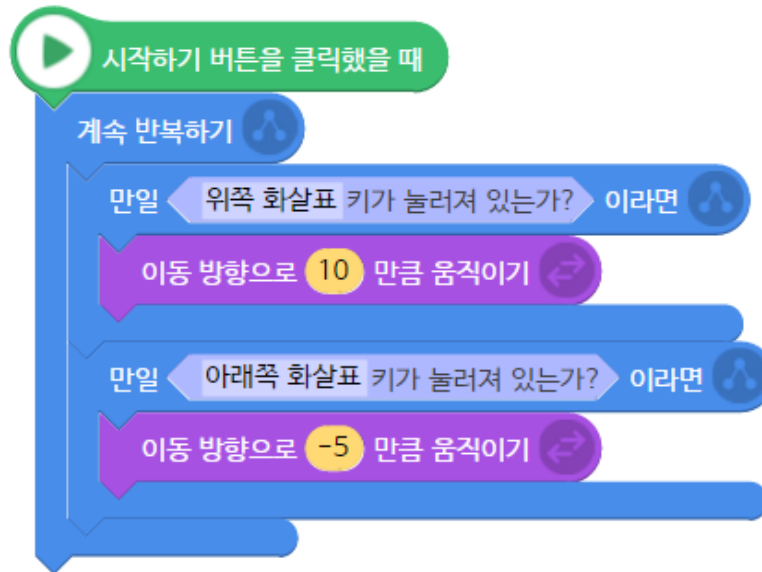 시작하기 버튼을 클릭했을 때
계속 반복하기
만일 위쪽 화살표 키가 눌러져 있는가? 이라면
이동 방향으로 10 만큼 움직이기
만일 아래쪽 화살표 키가 눌러져 있는가? 이라면
이동 방향으로 -5 만큼 움직이기